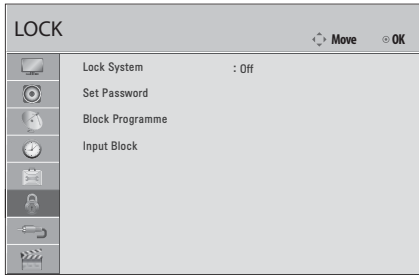 LOCK
Move OK
Lock System : Off
Set Password
Block Programme
Input Block